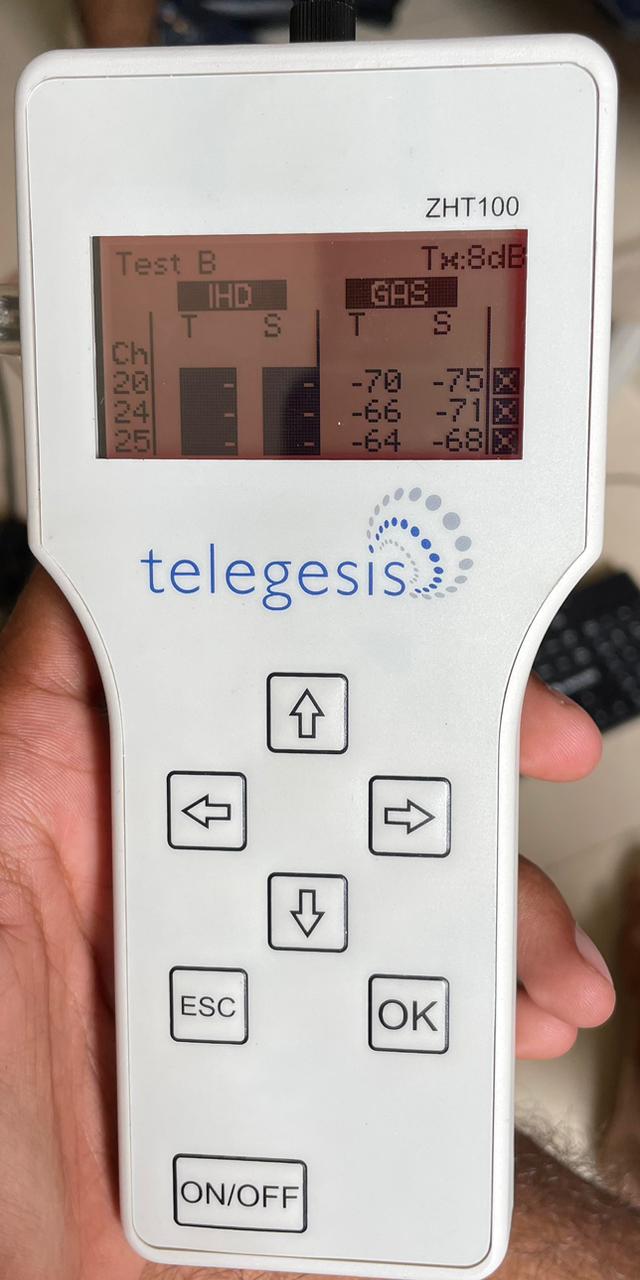 ZHT100
Test B Tx:8dB
IHD GAS
T S T S
Ch
20 - - -70 -75
24 - - -66 -71
25 - - -64 -68
telegesis
ESC OK
ON/OFF